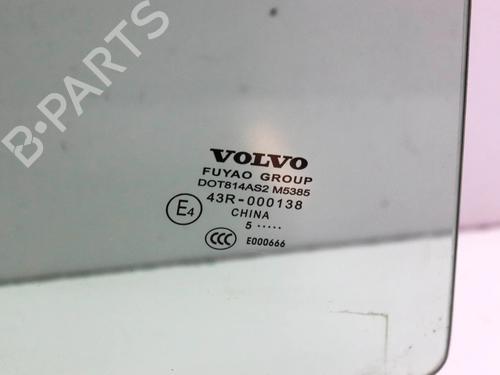 B-PARTS
VOLVO
FUYAO GROUP
DOT814AS2 M5385
E4 43R-000138
CHINA
5 .....
CCC E000666